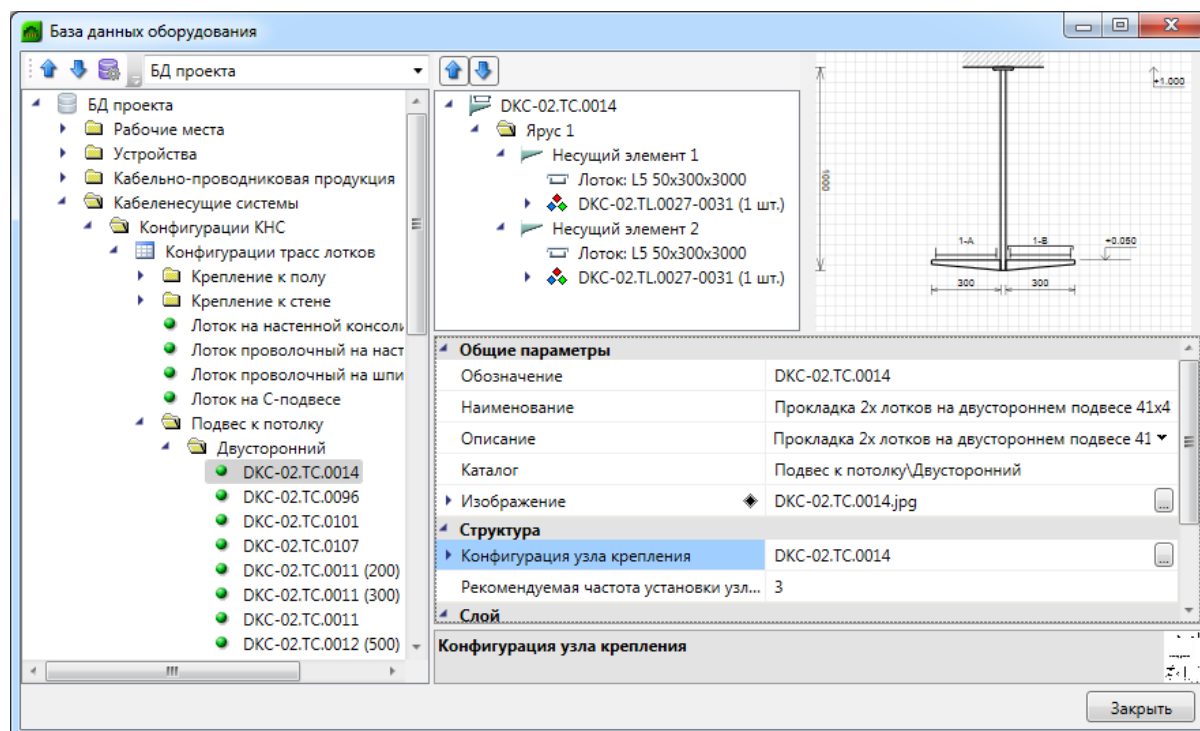 База данных оборудования
БД проекта
БД проекта
Рабочие места
Устройства
Кабельно-проводниковая продукция
Кабеленесущие системы
Конфигурации КНС
Конфигурации трасс лотков
Крепление к полу
Крепление к стене
Лоток на настенной консоли
Лоток проволочный на наст
Лоток проволочный на шпи
Лоток на С-подвесе
Подвес к потолку
Двусторонний
DKC-02.TC.0014
DKC-02.TC.0096
DKC-02.TC.0101
DKC-02.TC.0107
DKC-02.TC.0011 (200)
DKC-02.TC.0011 (300)
DKC-02.TC.0011
DKC-02.TC.0012 (500)
DKC-02.TC.0014
Ярус 1
Несущий элемент 1
Лоток: L5 50x300x3000
DKC-02.TL.0027-0031 (1 шт.)
Несущий элемент 2
Лоток: L5 50x300x3000
DKC-02.TL.0027-0031 (1 шт.)
+1.000
1000
1-A 1-B +0.050
300 300
Общие параметры
Обозначение DKC-02.TC.0014
Наименование Прокладка 2х лотков на двустороннем подвесе 41x4
Описание Прокладка 2х лотков на двустороннем подвесе 41
Каталог Подвес к потолку\Двусторонний
Изображение DKC-02.TC.0014.jpg
Структура
Конфигурация узла крепления DKC-02.TC.0014
Рекомендуемая частота установки узл... 3
Слой
Конфигурация узла крепления
Закрыть